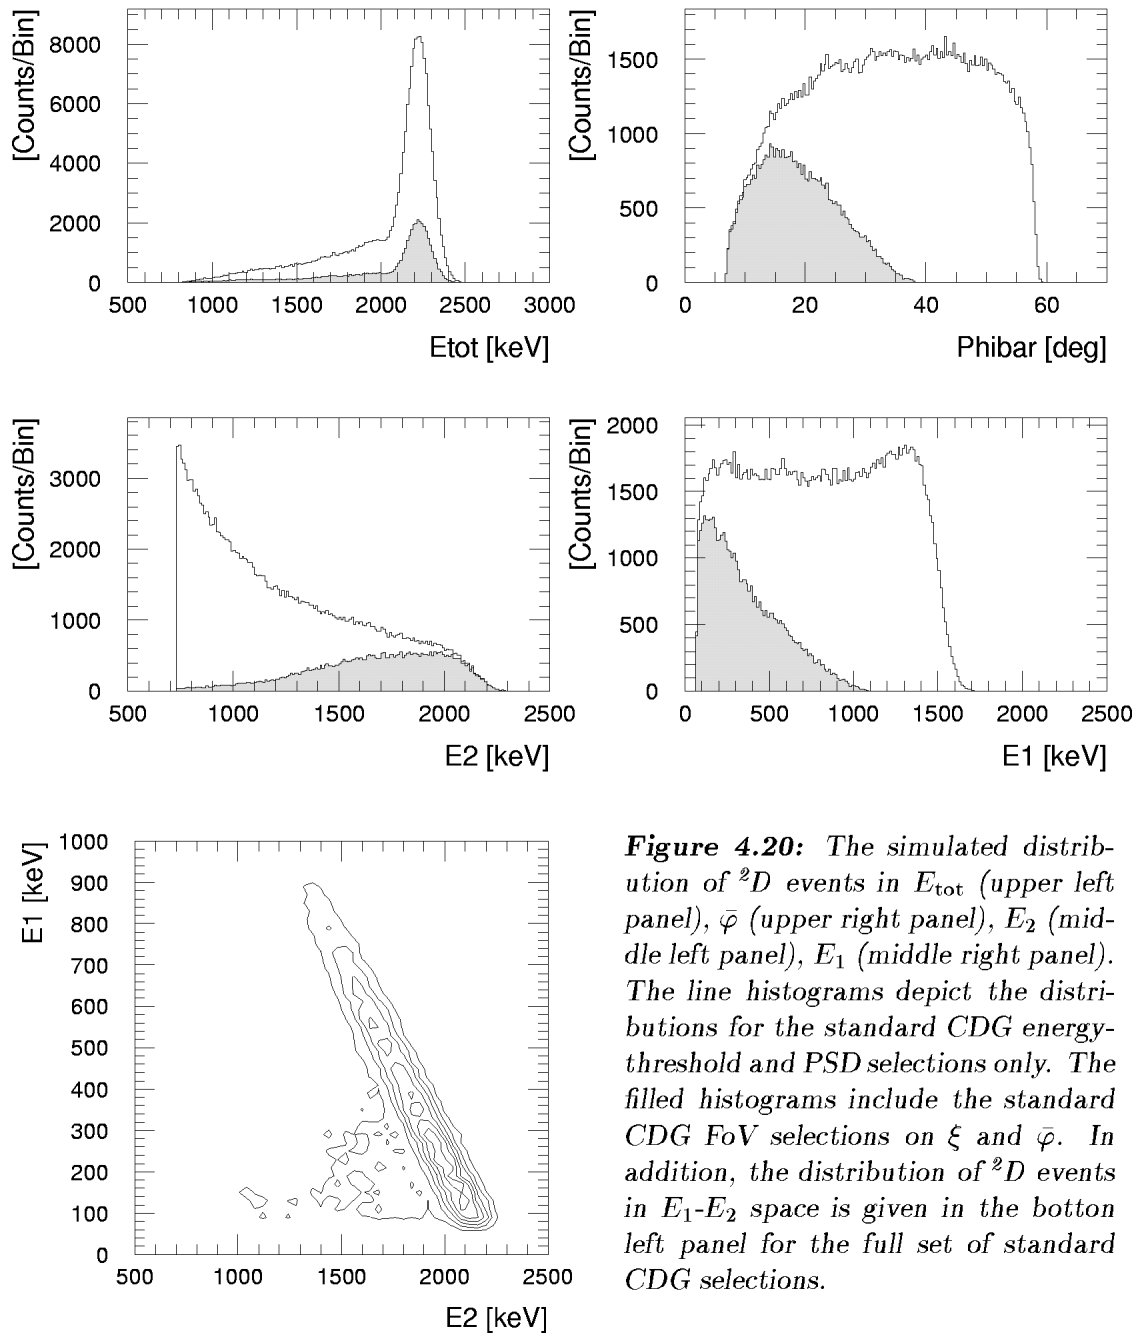 [Counts/Bin]
8000
6000
4000
2000
0
500 1000 1500 2000 2500 3000
Etot [keV]
[Counts/Bin]
1500
1000
500
0
0 20 40 60
Phibar [deg]
[Counts/Bin]
3000
2000
1000
0
500 1000 1500 2000 2500
E2 [keV]
[Counts/Bin]
2000
1500
1000
500
0
0 500 1000 1500 2000 2500
E1 [keV]
E1 [keV]
1000
900
800
700
600
500
400
300
200
100
0
500 1000 1500 2000 2500
E2 [keV]
Figure 4.20: The simulated distrib-
ution of ²D events in E_tot (upper left
panel), φ̄ (upper right panel), E₂ (mid-
dle left panel), E₁ (middle right panel).
The line histograms depict the distri-
butions for the standard CDG energy-
threshold and PSD selections only. The
filled histograms include the standard
CDG FoV selections on ξ and φ̄. In
addition, the distribution of ²D events
in E₁-E₂ space is given in the botton
left panel for the full set of standard
CDG selections.